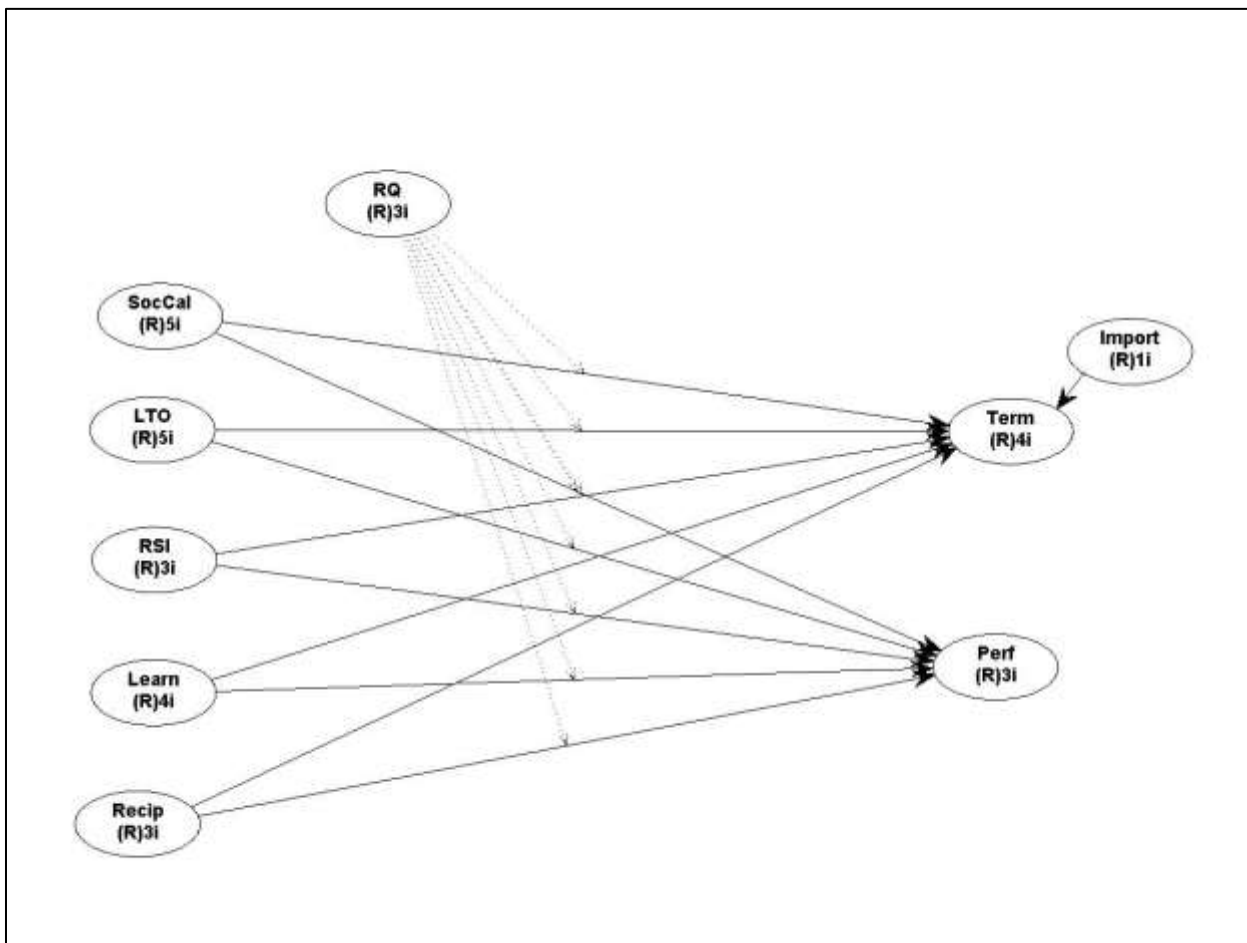 RQ
(R)3i
SocCal
(R)5i
Import
(R)1i
LTO
(R)5i
Term
(R)4i
RSI
(R)3i
Perf
(R)3i
Learn
(R)4i
Recip
(R)3i